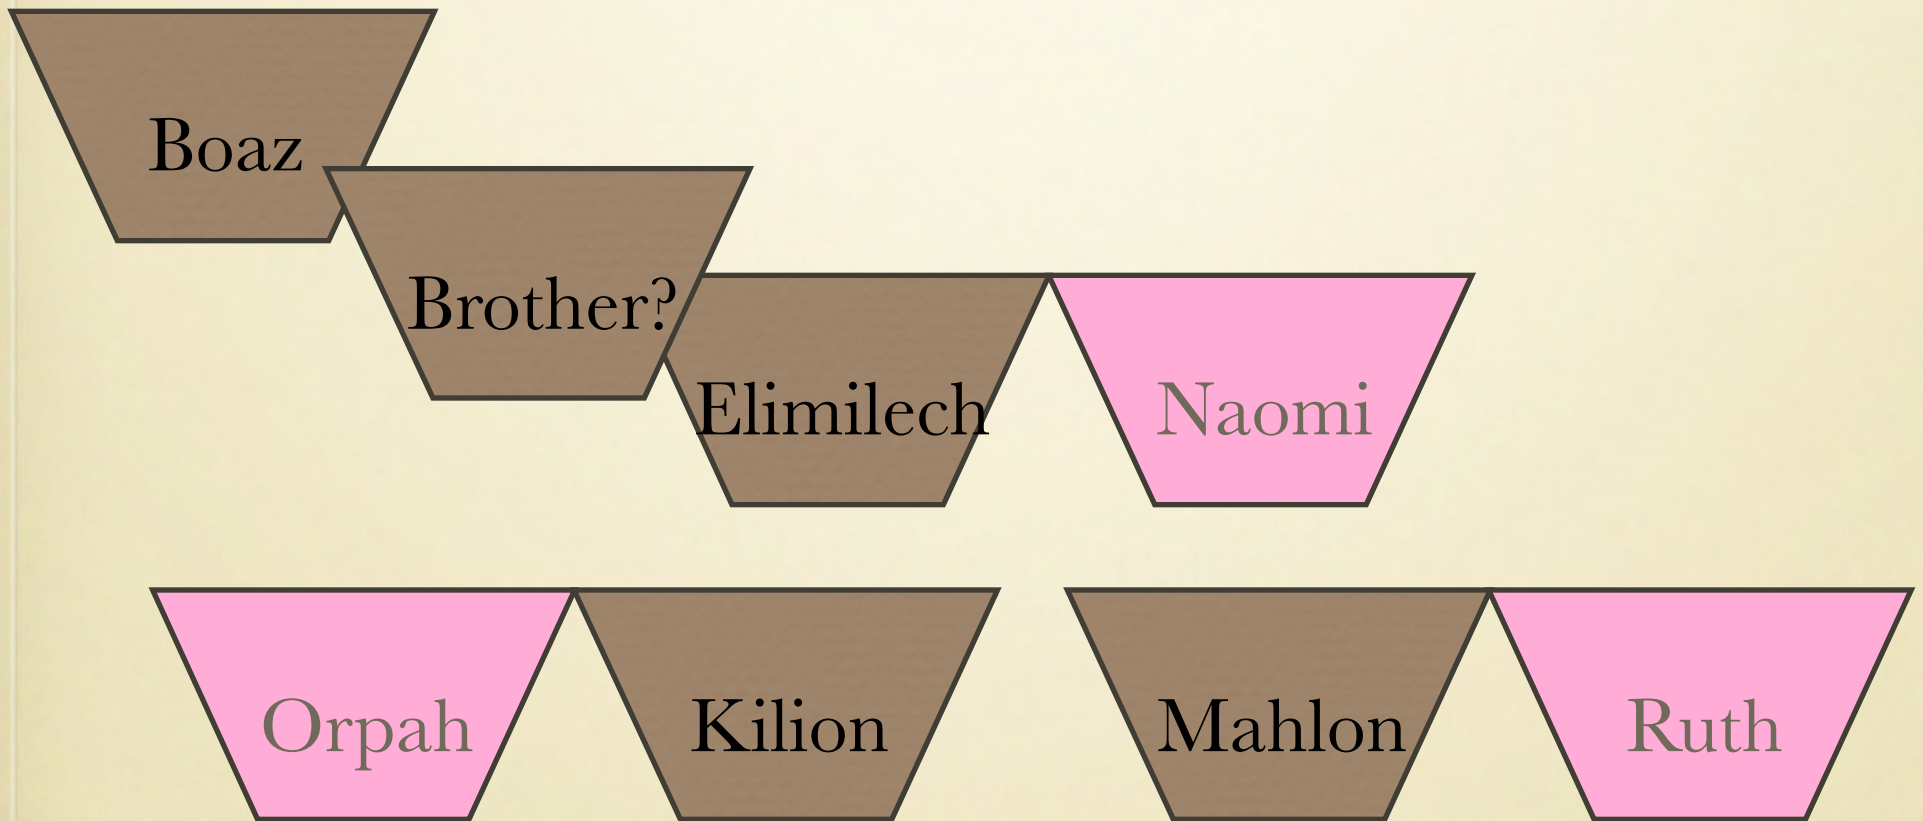 Boaz
Brother?
Elimilech
Naomi
Orpah
Kilion
Mahlon
Ruth